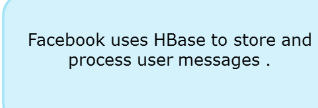 Facebook uses HBase to store and
process user messages .